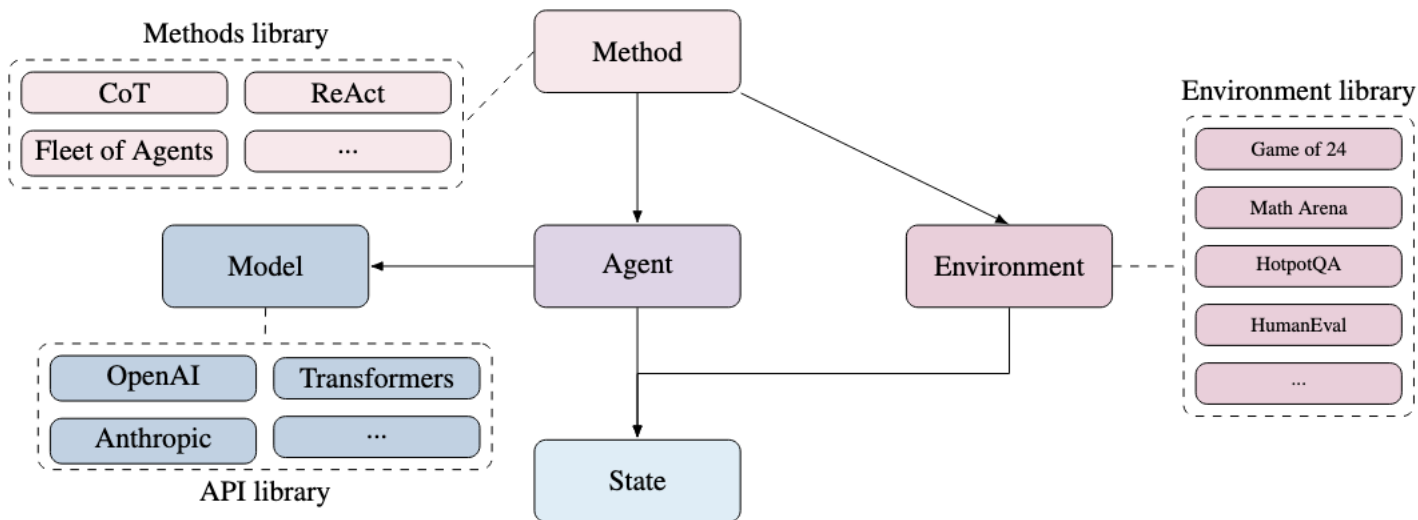 Methods library
Method
CoT
ReAct
Fleet of Agents
...
Environment library
Game of 24
Math Arena
HotpotQA
HumanEval
...
Model
Agent
Environment
OpenAI
Transformers
Anthropic
...
API library
State